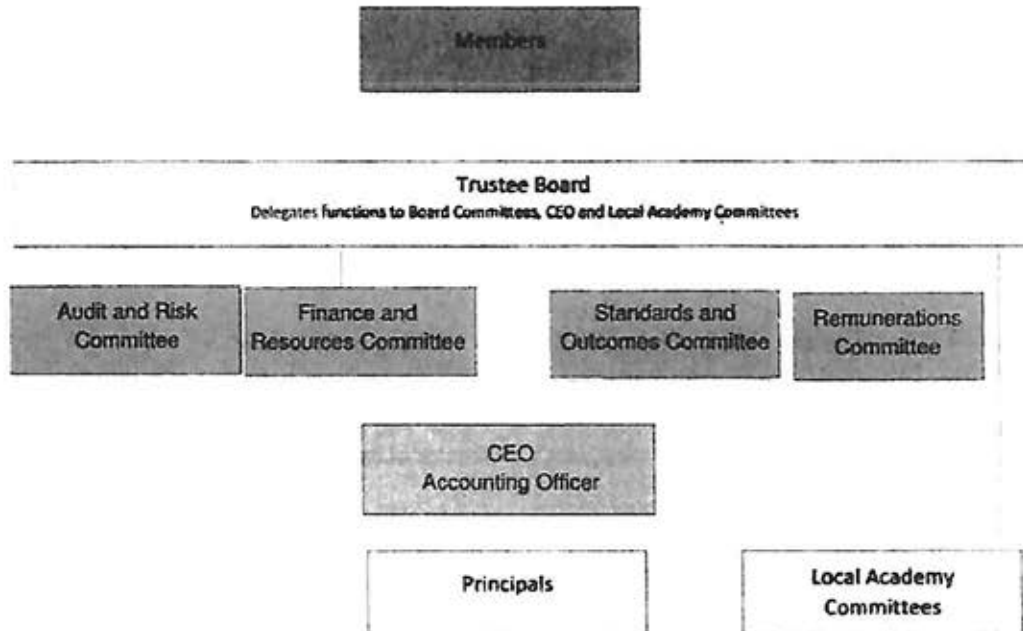 Members
Trustee Board
Delegates functions to Board Committees, CEO and Local Academy Committees
Audit and Risk
Committee
Finance and
Resources Committee
Standards and
Outcomes Committee
Remunerations
Committee
CEO
Accounting Officer
Principals
Local Academy
Committees